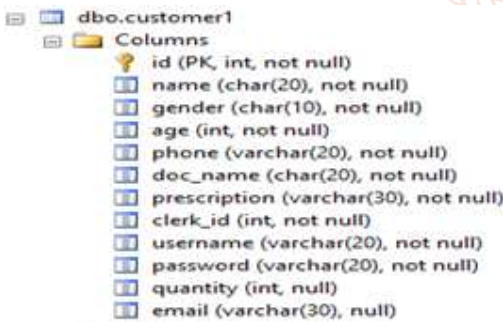 dbo.customer1
Columns
id (PK, int, not null)
name (char(20), not null)
gender (char(10), not null)
age (int, not null)
phone (varchar(20), not null)
doc_name (char(20), not null)
prescription (varchar(30), not null)
clerk_id (int, not null)
username (varchar(20), not null)
password (varchar(20), not null)
quantity (int, null)
email (varchar(30), null)